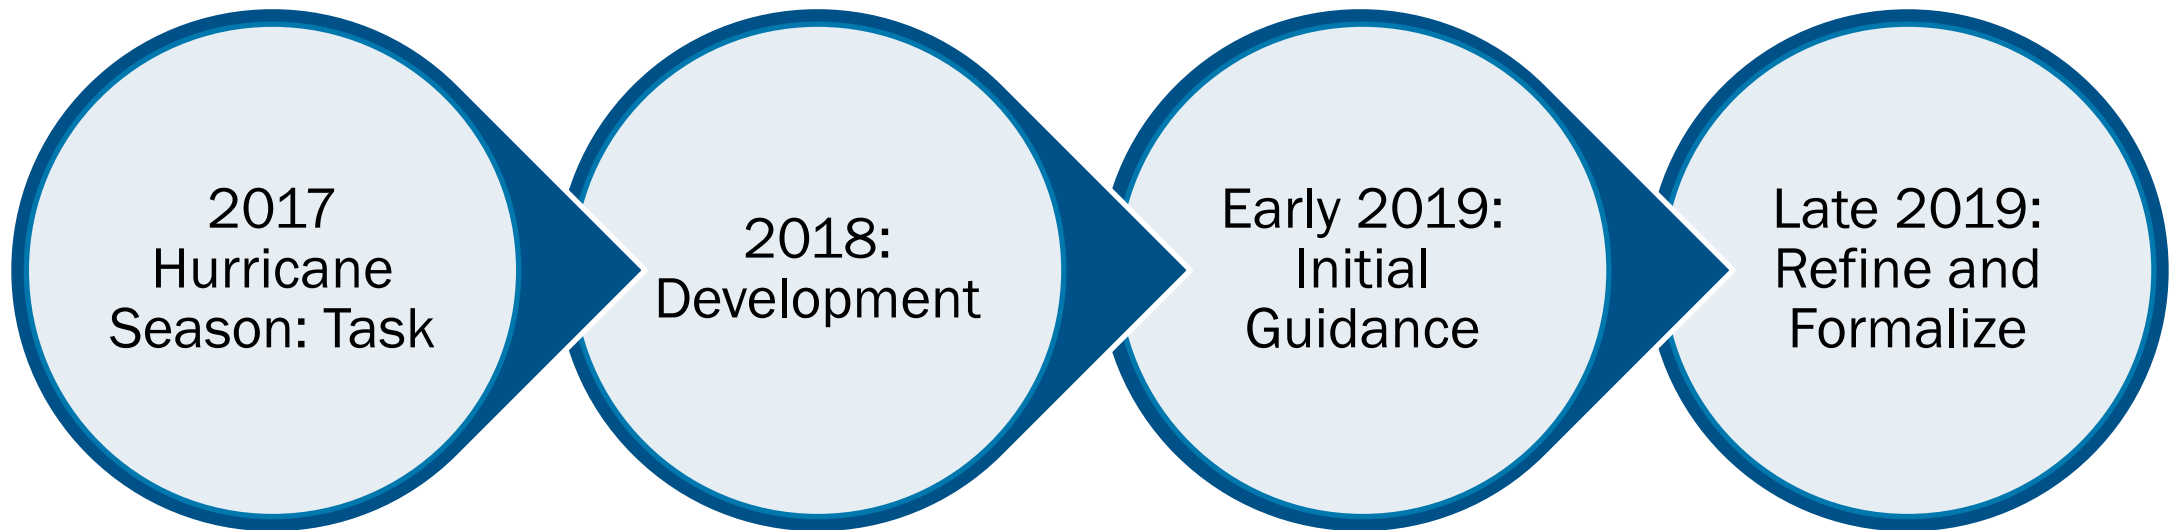 2017
Hurricane
Season: Task
2018:
Development
Early 2019:
Initial
Guidance
Late 2019:
Refine and
Formalize